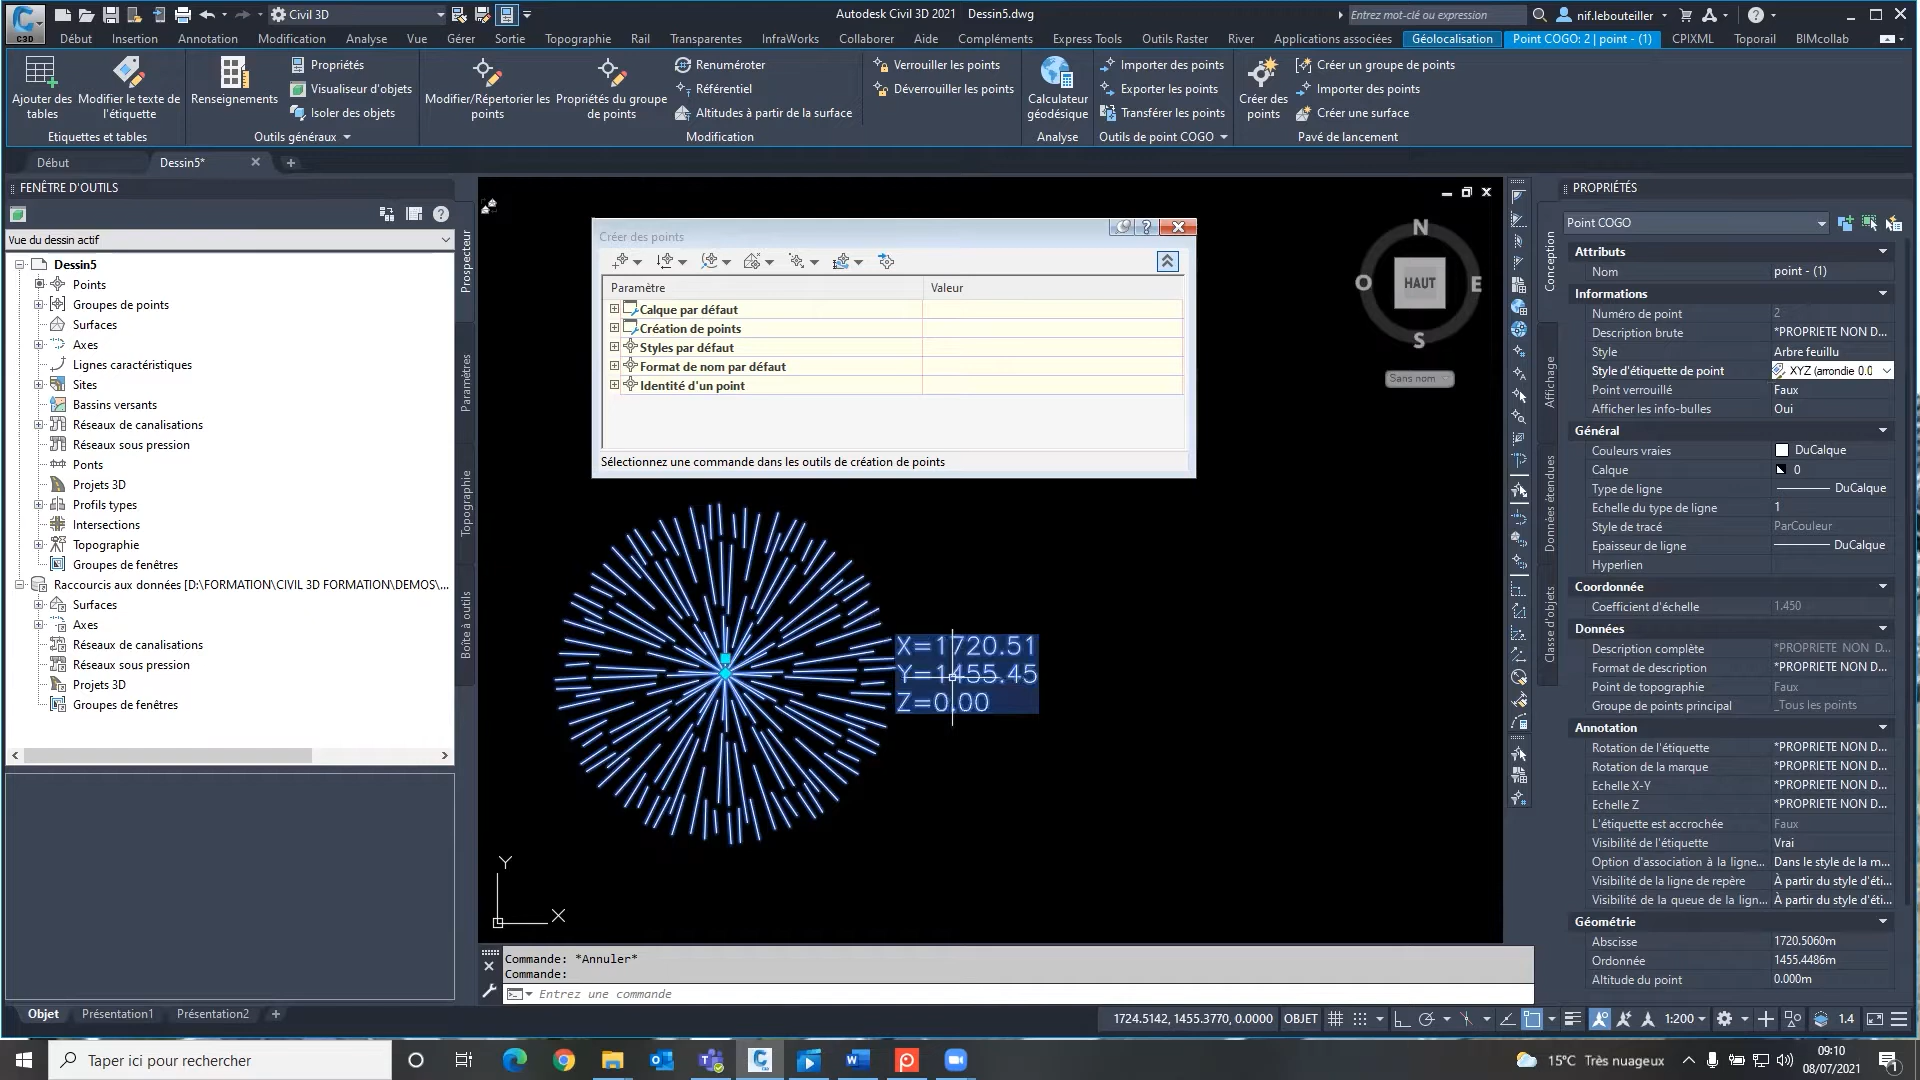 C3D
Civil 3D
Autodesk Civil 3D 2021 Dessin5.dwg
Entrez mot-clé ou expression
nif.lebouteiller
Début Insertion Annotation Modification Analyse Vue Gérer Sortie Topographie Rail Transparentes InfraWorks Collaborer Aide Compléments Express Tools Outils Raster River Applications associées Géolocalisation Point COGO: 2 | point - (1) CPIXML Toporail BIMcollab
Ajouter des tables
Modifier le texte de l'étiquette
Étiquettes et tables
Renseignements
Propriétés
Visualiseur d'objets
Isoler des objets
Outils généraux
Modifier/Répertorier les points
Propriétés du groupe de points
Renuméroter
Référentiel
Altitudes à partir de la surface
Modification
Verrouiller les points
Déverrouiller les points
Calculateur géodésique
Analyse
Importer des points
Exporter les points
Transférer les points
Outils de point COGO
Créer des points
Créer un groupe de points
Importer des points
Créer une surface
Pavé de lancement
Début
Dessin5*
FENÊTRE D'OUTILS
Vue du dessin actif
Dessin5
Points
Groupes de points
Surfaces
Axes
Lignes caractéristiques
Sites
Bassins versants
Réseaux de canalisations
Réseaux sous pression
Ponts
Projets 3D
Profils types
Intersections
Topographie
Groupes de fenêtres
Raccourcis aux données [D:\FORMATION\CIVIL 3D FORMATION\DEMOS\...
Surfaces
Axes
Réseaux de canalisations
Réseaux sous pression
Projets 3D
Groupes de fenêtres
Prospecteur
Paramètres
Topographie
Boîte à outils
Créer des points
Paramètre Valeur
Calque par défaut
Création de points
Styles par défaut
Format de nom par défaut
Identité d'un point
Sélectionnez une commande dans les outils de création de points
N
O HAUT E
S
Sans nom
X=1720.51
Y=1455.45
Z=0.00
Y
X
Commande: *Annuler*
Commande:
Entrez une commande
PROPRIÉTÉS
Point COGO
Conception
Affichage
Données étendues
Classe d'objets
Attributs
Nom point - (1)
Informations
Numéro de point 2
Description brute *PROPRIETE NON D...
Style Arbre feuillu
Style d'étiquette de point XYZ (arrondie 0.0
Point verrouillé Faux
Afficher les info-bulles Oui
Général
Couleurs vraies DuCalque
Calque 0
Type de ligne DuCalque
Echelle du type de ligne 1
Style de tracé ParCouleur
Epaisseur de ligne DuCalque
Hyperlien
Coordonnée
Coefficient d'échelle 1.450
Données
Description complète *PROPRIETE NON D...
Format de description *PROPRIETE NON D...
Point de topographie Faux
Groupe de points principal _Tous les points
Annotation
Rotation de l'étiquette *PROPRIETE NON D...
Rotation de la marque *PROPRIETE NON D...
Echelle X-Y *PROPRIETE NON D...
Echelle Z *PROPRIETE NON D...
L'étiquette est accrochée Faux
Visibilité de l'étiquette Vrai
Option d'association à la ligne... Dans le style de la m...
Visibilité de la ligne de repère À partir du style d'éti...
Visibilité de la queue de la lign... À partir du style d'éti...
Géométrie
Abscisse 1720.5060m
Ordonnée 1455.4486m
Altitude du point 0.000m
Objet Présentation1 Présentation2 +
1724.5142, 1455.3770, 0.0000 OBJET 1:200 1.4
Taper ici pour rechercher
15°C Très nuageux
09:10
08/07/2021
1